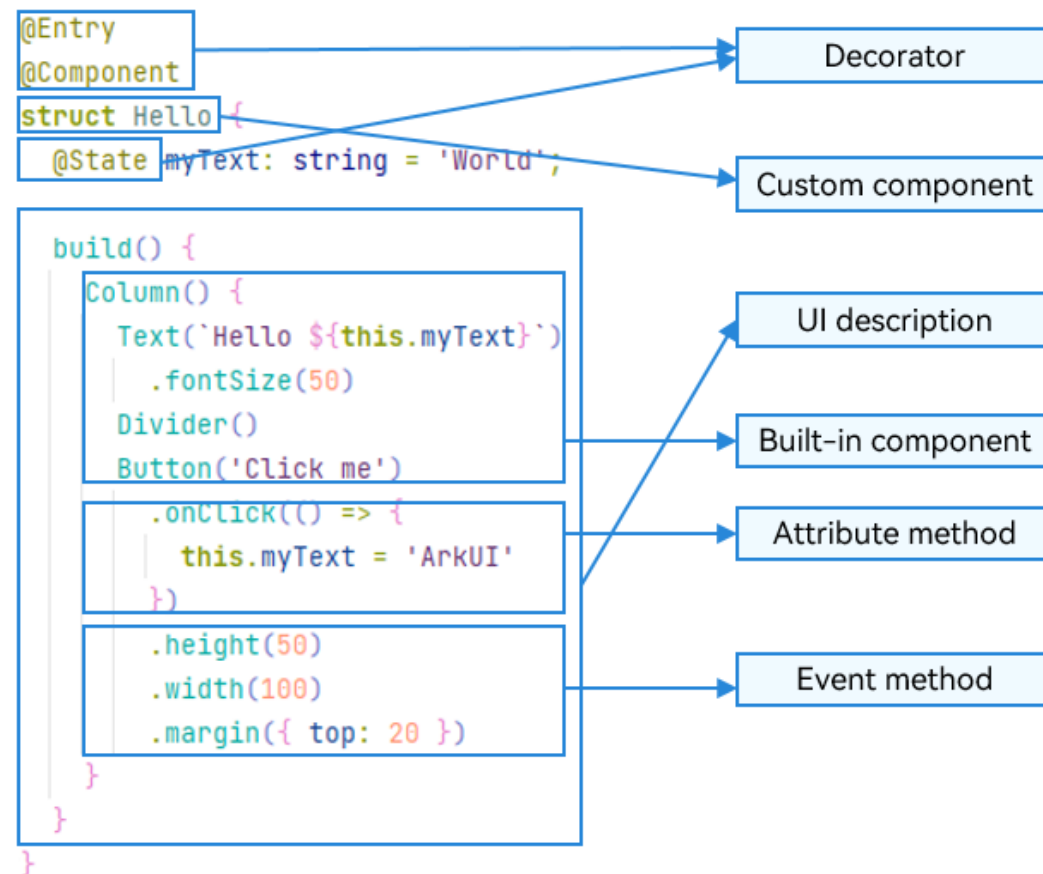 @Entry
@Component
struct Hello {
@State myText: string = 'World';
build() {
Column() {
Text(`Hello ${this.myText}`)
.fontSize(50)
Divider()
Button('Click me')
.onClick(() => {
this.myText = 'ArkUI'
})
.height(50)
.width(100)
.margin({ top: 20 })
}
}
}
Decorator
Custom component
UI description
Built-in component
Attribute method
Event method